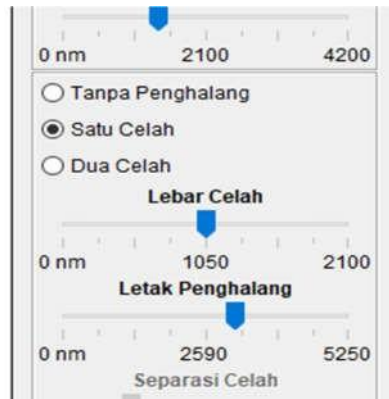 0 nm 2100 4200
Tanpa Penghalang
Satu Celah
Dua Celah
Lebar Celah
0 nm 1050 2100
Letak Penghalang
0 nm 2590 5250
Separasi Celah